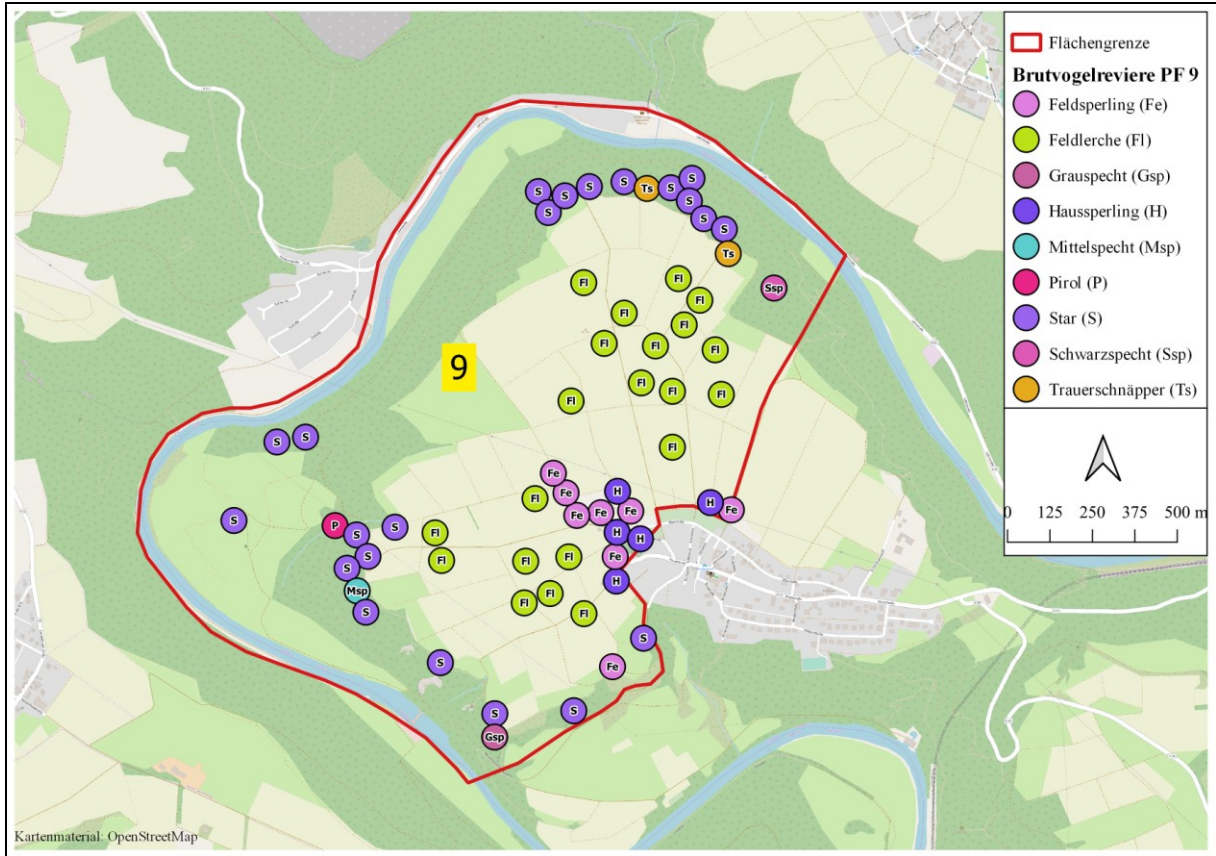 Flächengrenze
Brutvogelreviere PF 9
Feldsperling (Fe)
Feldlerche (Fl)
Grauspecht (Gsp)
Haussperling (H)
Mittelspecht (Msp)
Pirol (P)
Star (S)
Schwarzspecht (Ssp)
Trauerschnäpper (Ts)
0 125 250 375 500 m
S S S S Ts S S
S S
S
S
Ts
Fl Fl Ssp
Fl
Fl Fl
Fl Fl Fl
9
Fl Fl Fl
Fl
S S Fl
Fe
Fl Fe H
S Fe Fe Fe H Fe
P S S Fl H H
S Fl Fl Fl Fe
S H
Msp Fl
S Fl Fl
S
S Fe
S S
Gsp
Kartenmaterial: OpenStreetMap